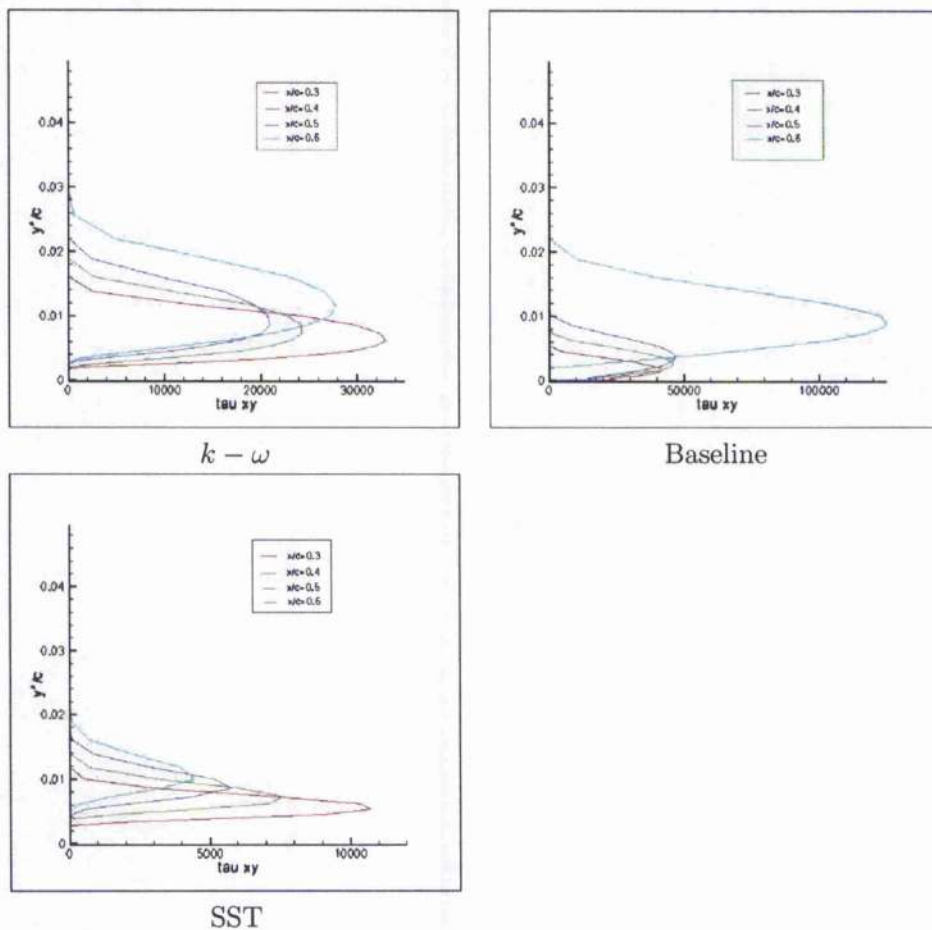 x/c=0.3
x/c=0.4
x/c=0.5
x/c=0.6
0.04
0.03
0.02
0.01
0
y*/c
0 10000 20000 30000
tau xy
k − ω
x/c=0.3
x/c=0.4
x/c=0.5
x/c=0.6
0.04
0.03
0.02
0.01
0
y*/c
0 50000 100000
tau xy
Baseline
x/c=0.3
x/c=0.4
x/c=0.5
x/c=0.6
0.04
0.03
0.02
0.01
0
y*/c
0 5000 10000
tau xy
SST